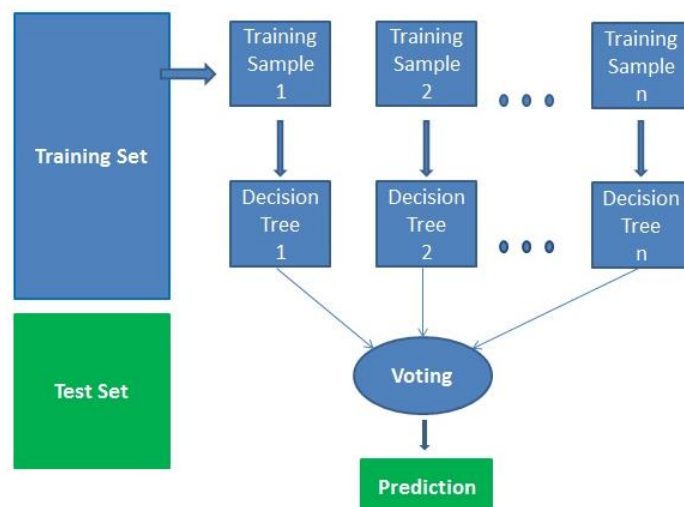 Training Set
Training
Sample
1
Training
Sample
2
Training
Sample
n
Decision
Tree
1
Decision
Tree
2
Decision
Tree
n
Voting
Test Set
Prediction